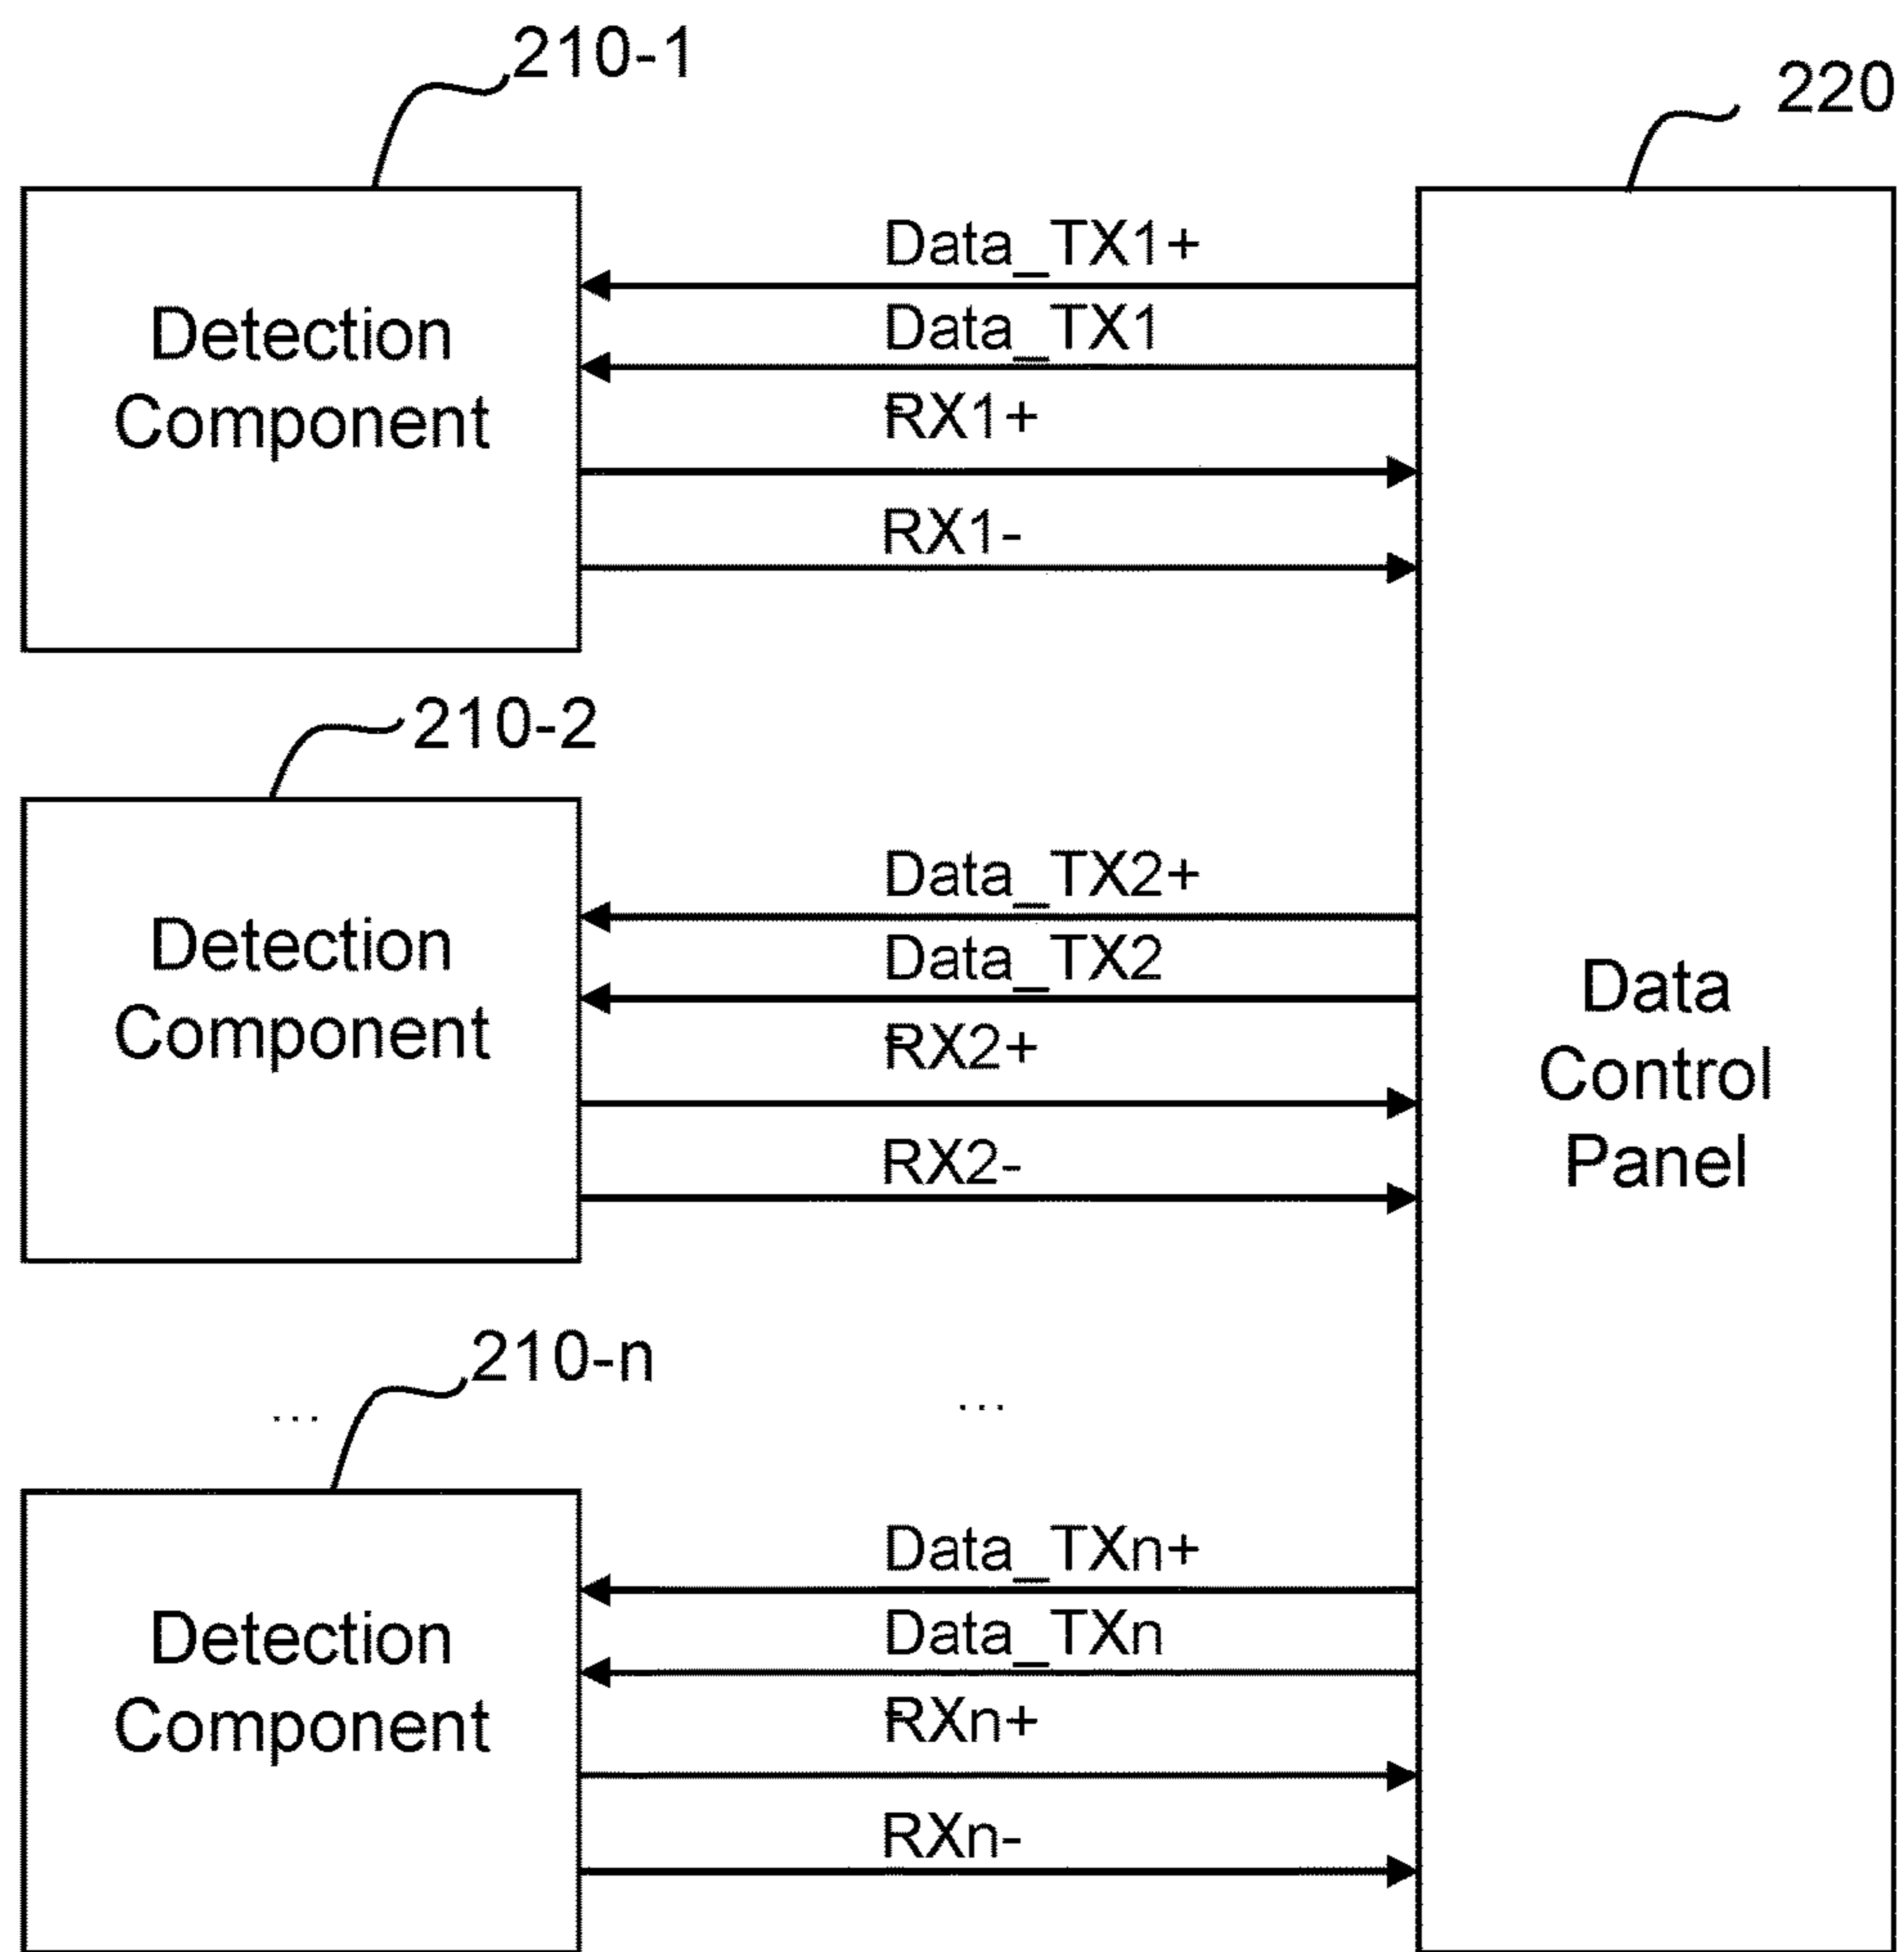 210-1
220
Detection
Component
Data_TX1+
Data_TX1
-
RX1+
RX1-
210-2
Detection
Component
Data_TX2+
Data_TX2
-
RX2+
RX2-
Data
Control
Panel
210-n
...
...
Detection
Component
Data_TXn+
Data_TXn
-
RXn+
RXn-